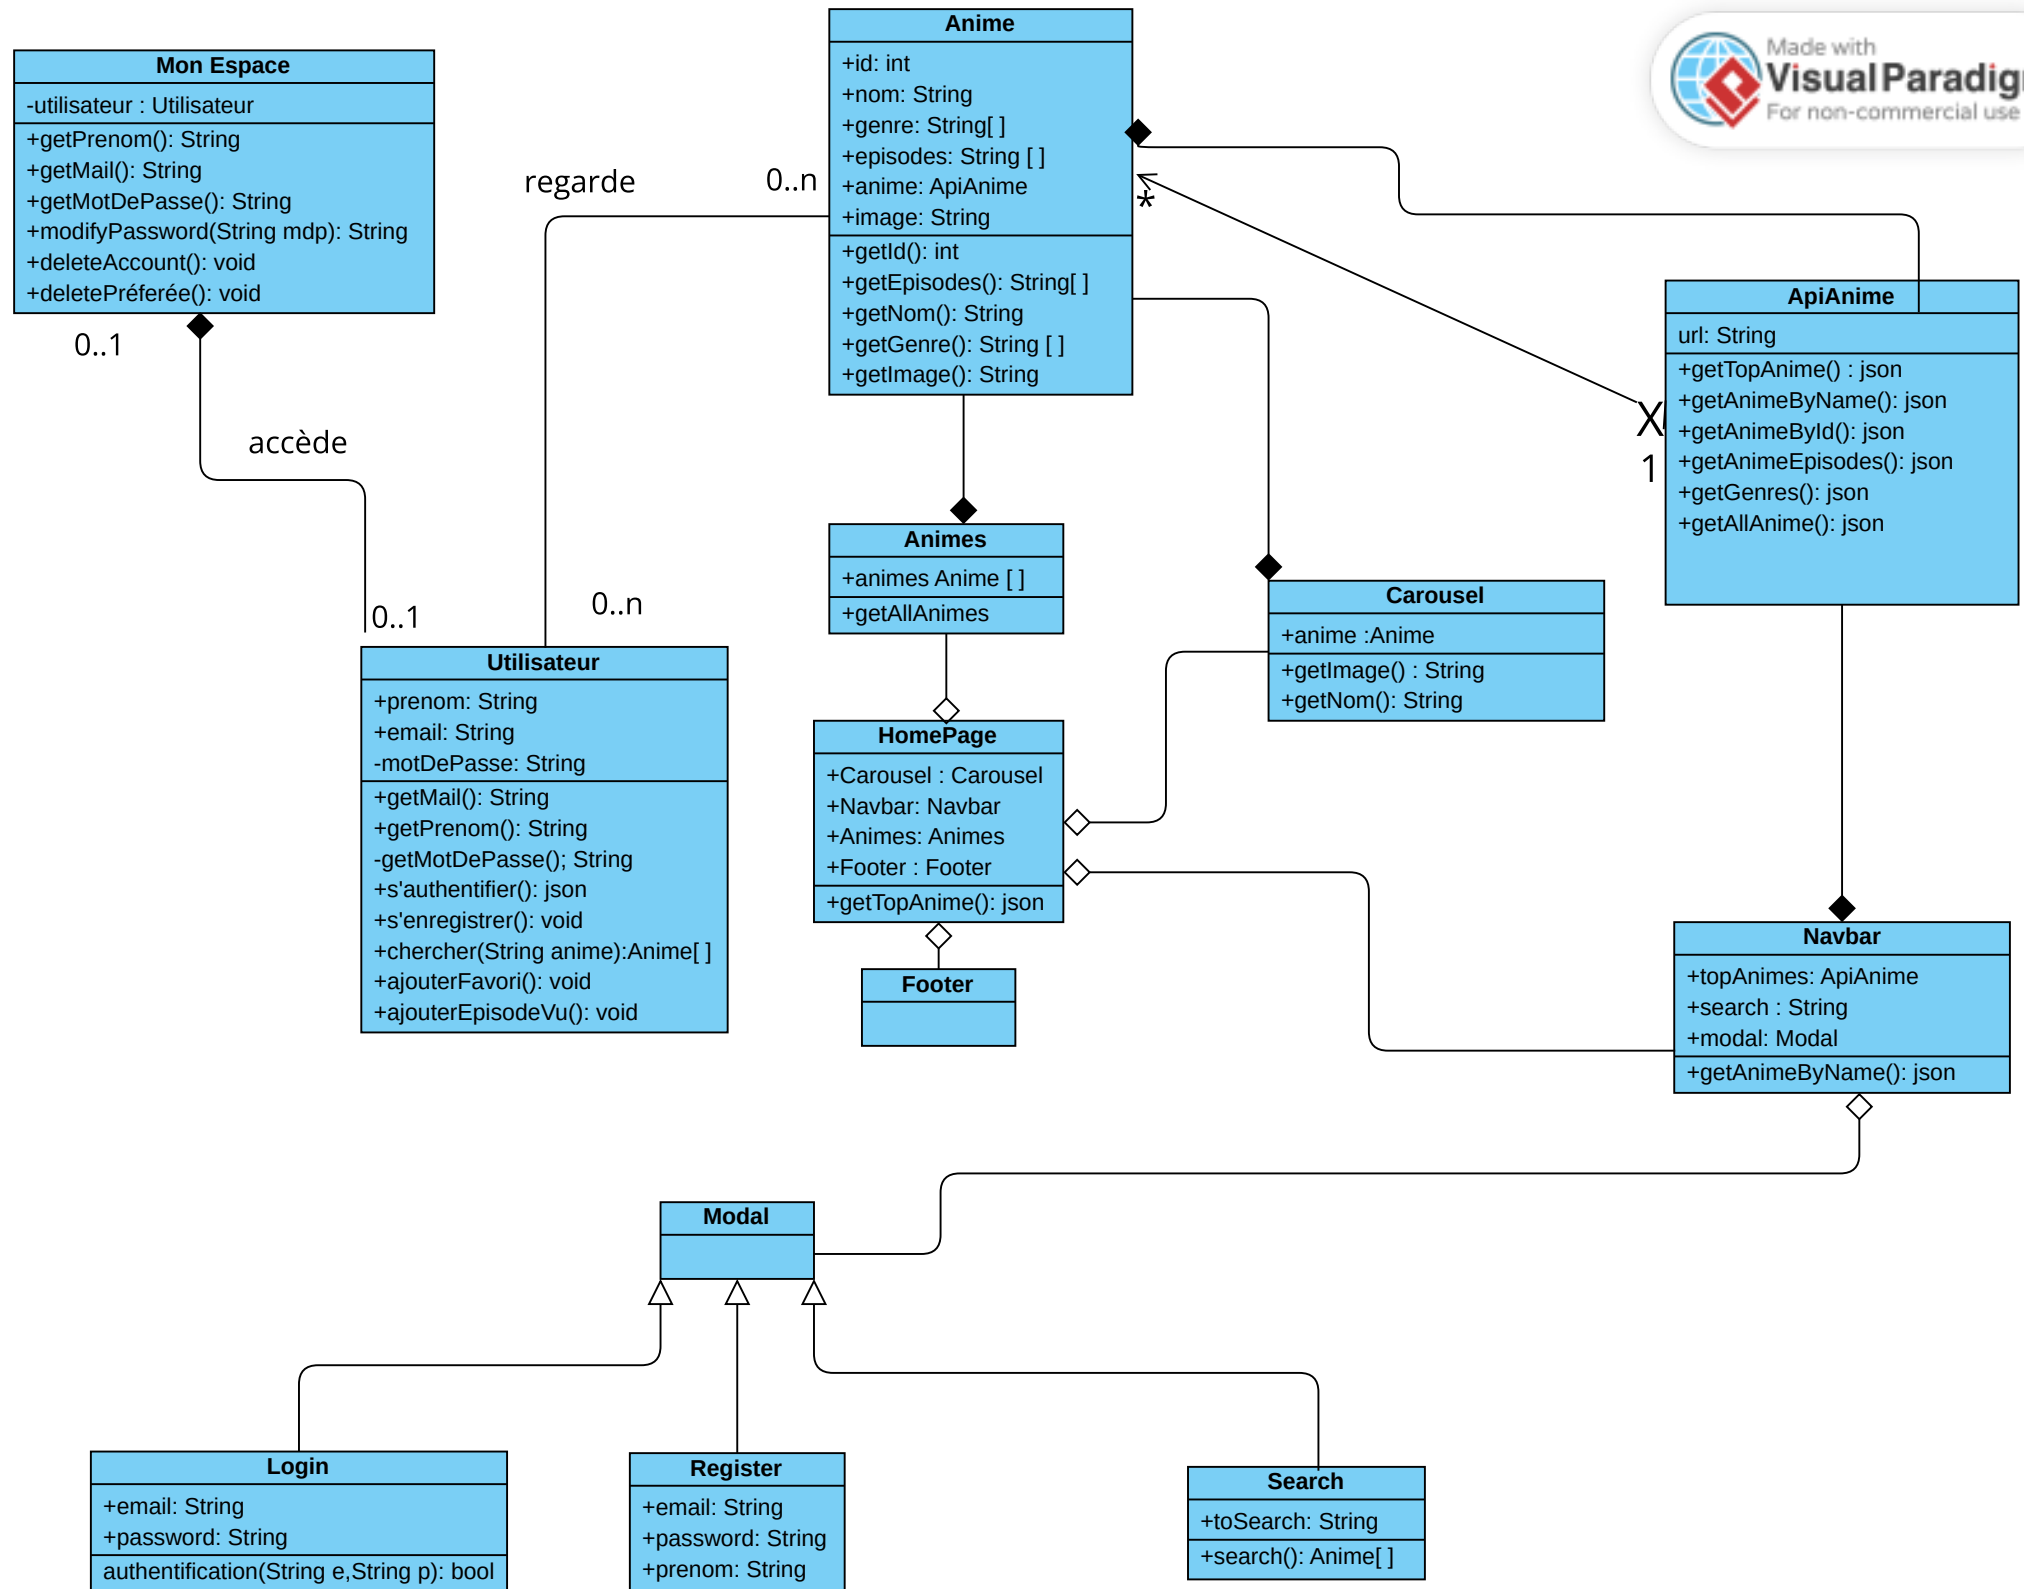 Anime
+id: int
+nom: String
+genre: String[ ]
+episodes: String [ ]
+anime: ApiAnime
+image: String
+getId(): int
+getEpisodes(): String[ ]
+getNom(): String
+getGenre(): String [ ]
+getImage(): String
Made with
Visual Paradig
For non-commercial use
Mon Espace
-utilisateur : Utilisateur
+getPrenom(): String
+getMail(): String
+getMotDePasse(): String
+modifyPassword(String mdp): String
+deleteAccount(): void
+deletePréferée(): void
0..1
accède
0..1
regarde
0..n
0..n
*
X
1
ApiAnime
url: String
+getTopAnime() : json
+getAnimeByName(): json
+getAnimeById(): json
+getAnimeEpisodes(): json
+getGenres(): json
+getAllAnime(): json
Animes
+animes Anime [ ]
+getAllAnimes
Carousel
+anime :Anime
+getImage() : String
+getNom(): String
Utilisateur
+prenom: String
+email: String
-motDePasse: String
+getMail(): String
+getPrenom(): String
-getMotDePasse(); String
+s'authentifier(): json
+s'enregistrer(): void
+chercher(String anime):Anime[ ]
+ajouterFavori(): void
+ajouterEpisodeVu(): void
HomePage
+Carousel : Carousel
+Navbar: Navbar
+Animes: Animes
+Footer : Footer
+getTopAnime(): json
Footer
Navbar
+topAnimes: ApiAnime
+search : String
+modal: Modal
+getAnimeByName(): json
Modal
Login
+email: String
+password: String
authentification(String e,String p): bool
Register
+email: String
+password: String
+prenom: String
Search
+toSearch: String
+search(): Anime[ ]